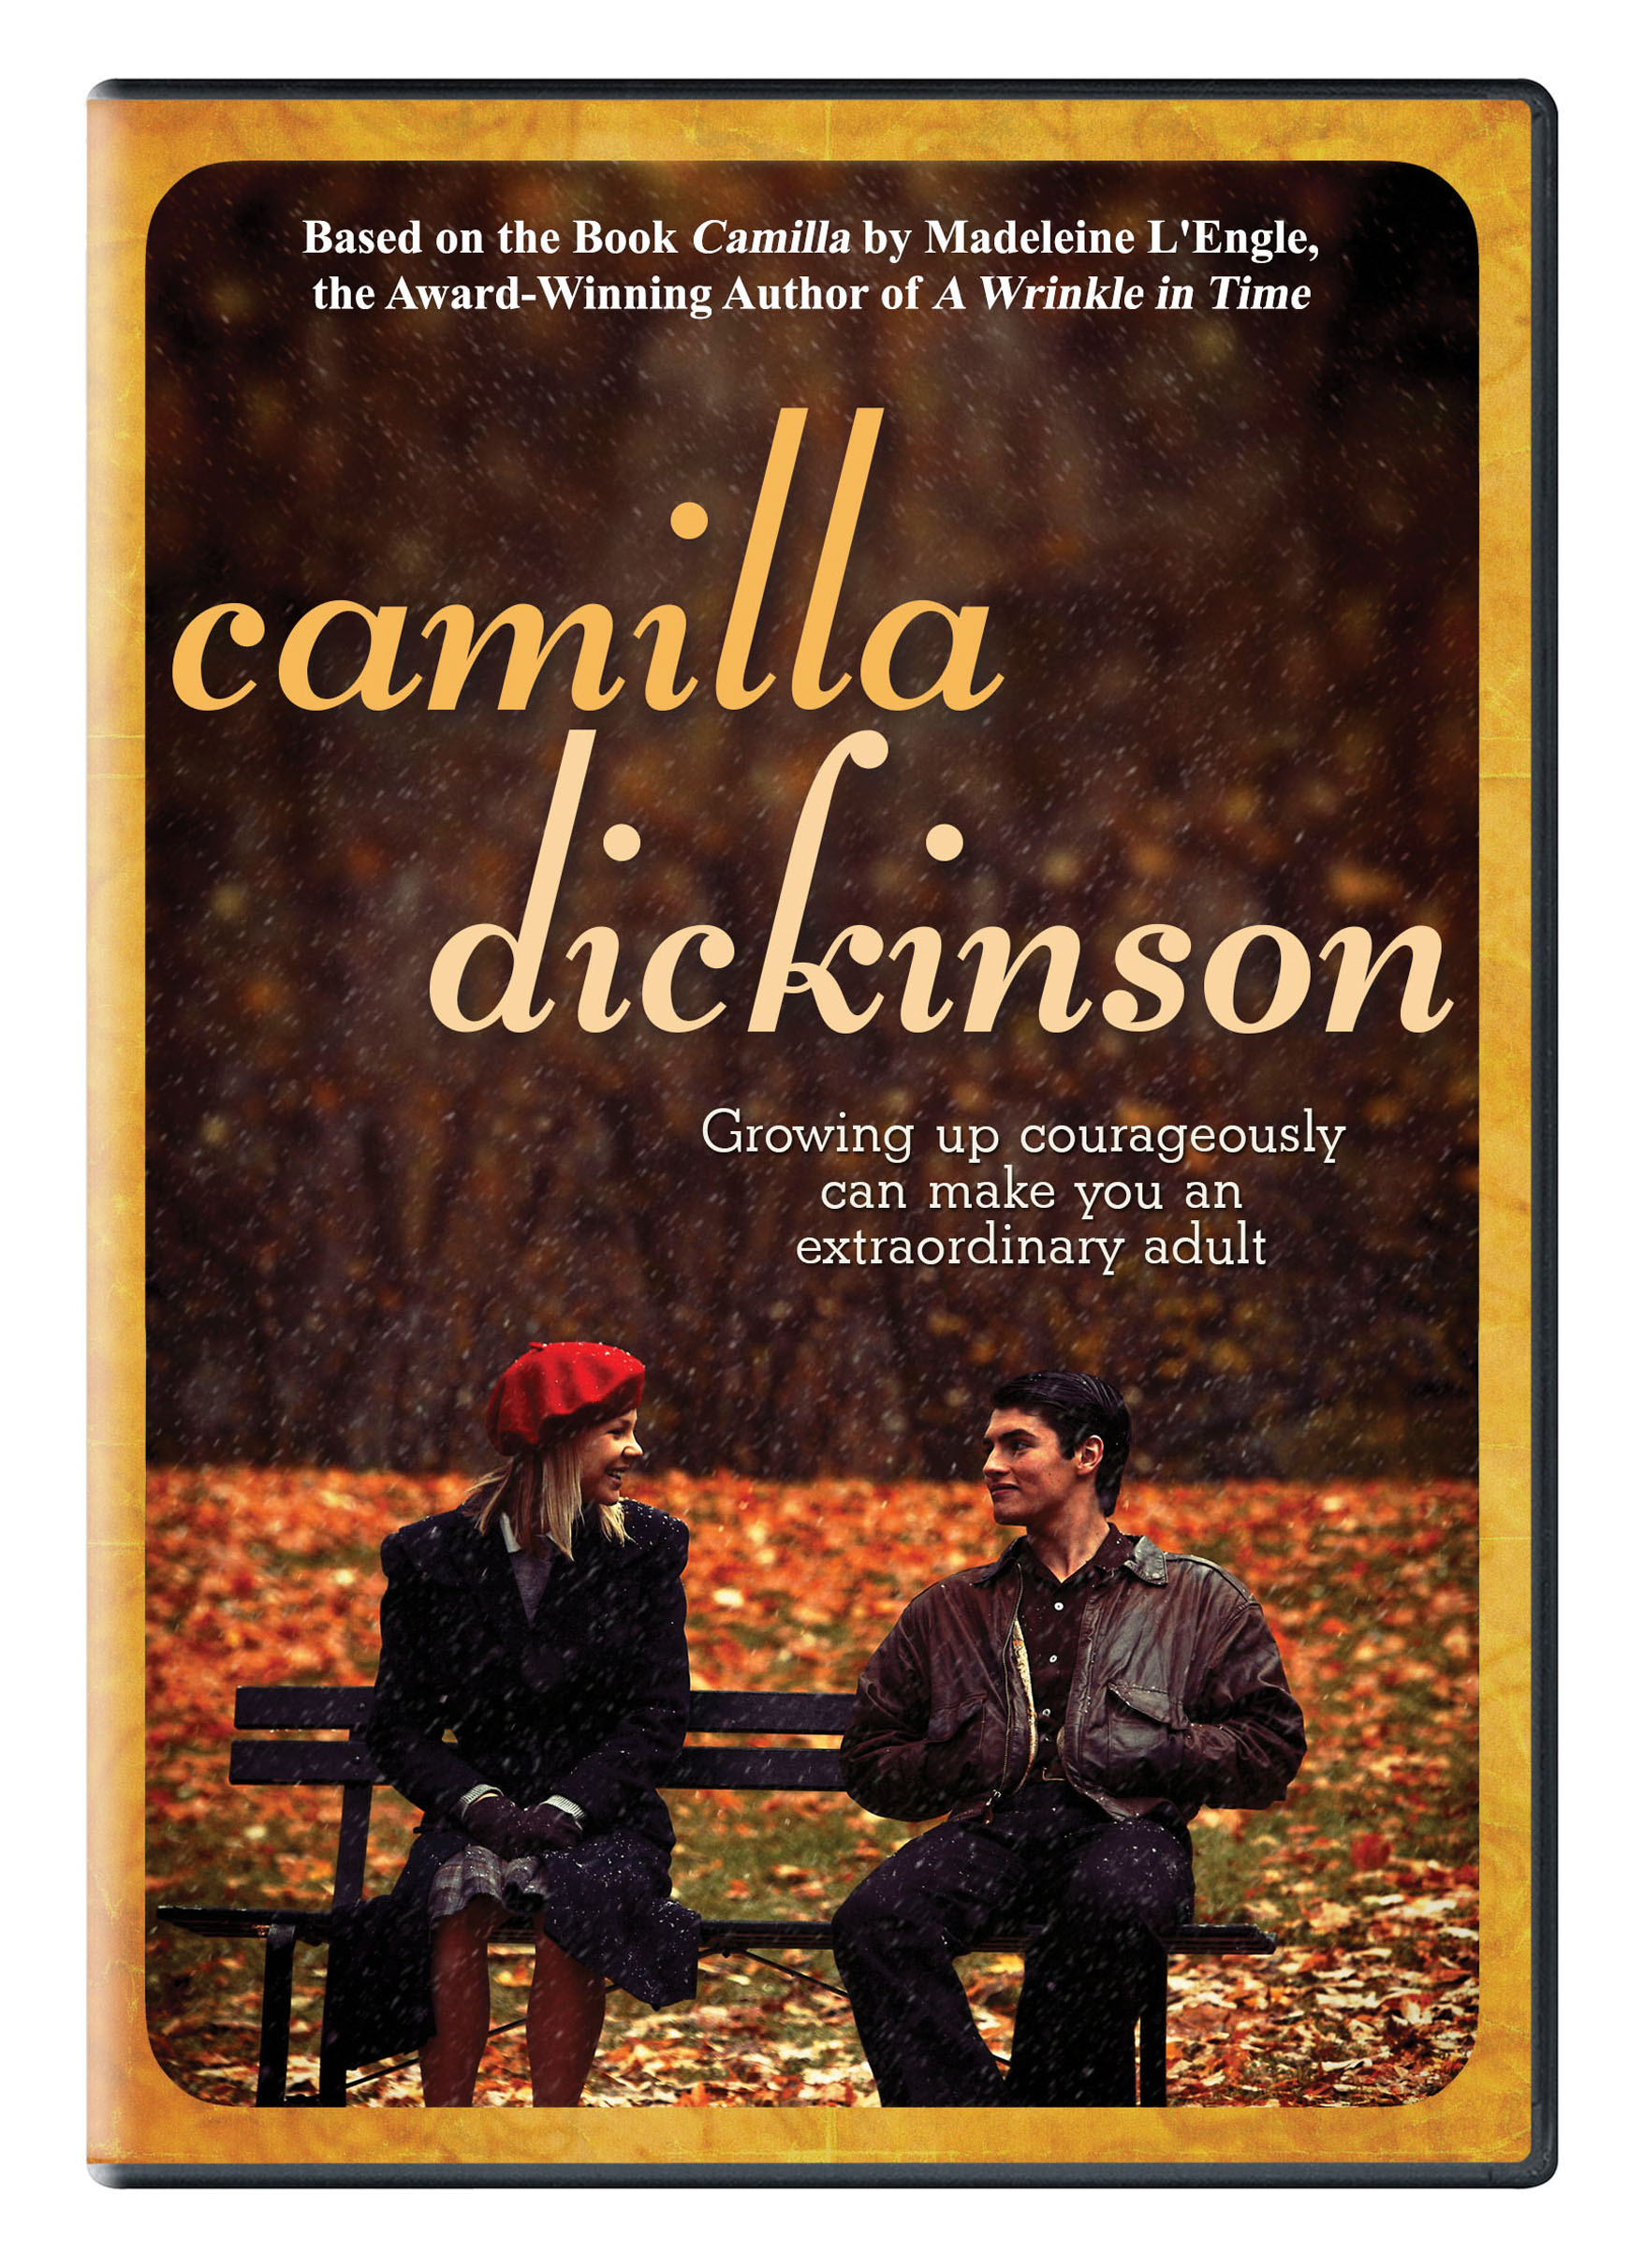 Based on the Book Camilla by Madeleine L'Engle,
the Award-Winning Author of A Wrinkle in Time
camilla
dickinson
Growing up courageously
can make you an
extraordinary adult